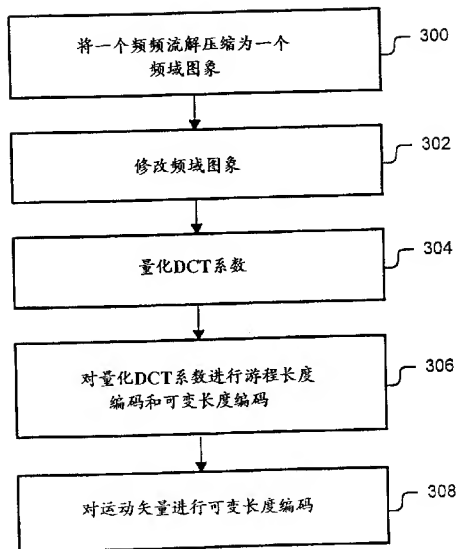 将一个频频流解压缩为一个
频域图象
300
修改频域图象
302
量化DCT系数
304
对量化DCT系数进行游程长度
编码和可变长度编码
306
对运动矢量进行可变长度编码
308